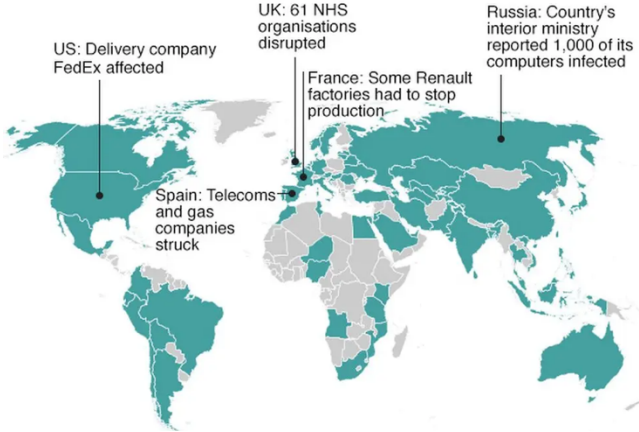 US: Delivery company
FedEx affected
UK: 61 NHS
organisations
disrupted
France: Some Renault
factories had to stop
production
Russia: Country's
interior ministry
reported 1,000 of its
computers infected
Spain: Telecoms
and gas
companies
struck